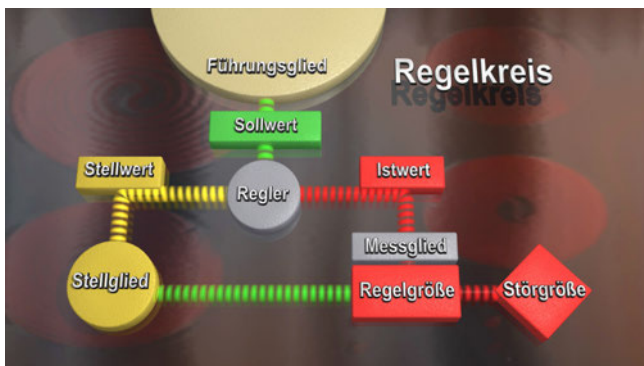 Führungsglied
Regelkreis
Sollwert
Stellwert
Istwert
Regler
Messglied
Stellglied
Regelgröße
Störgröße